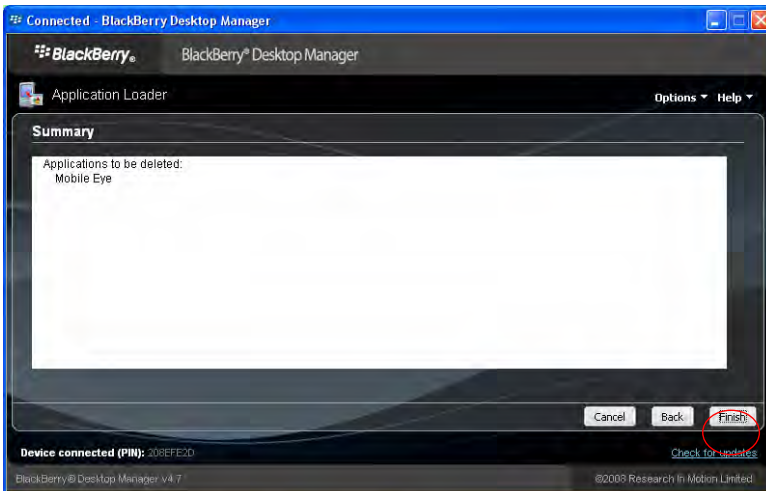 Connected - BlackBerry Desktop Manager
BlackBerry® BlackBerry® Desktop Manager
Application Loader Options Help
Summary
Applications to be deleted:
Mobile Eye
Cancel Back Finish
Device connected (PIN): 208EFE2D Check for updates
BlackBerry® Desktop Manager v4.7 ©2008 Research In Motion Limited